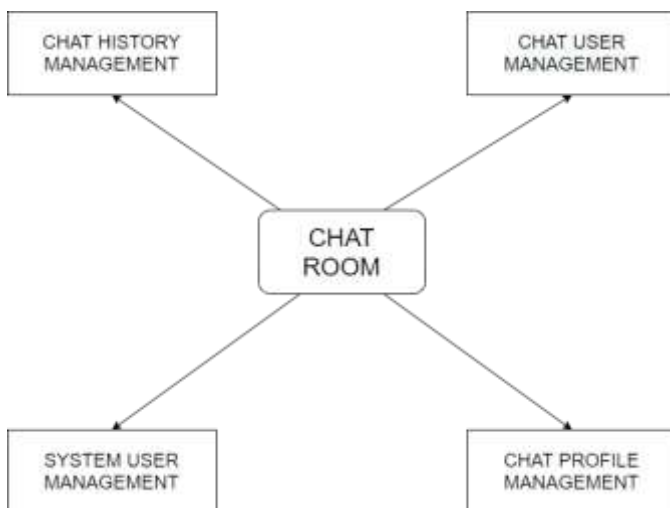 CHAT HISTORY
MANAGEMENT
CHAT USER
MANAGEMENT
CHAT
ROOM
SYSTEM USER
MANAGEMENT
CHAT PROFILE
MANAGEMENT